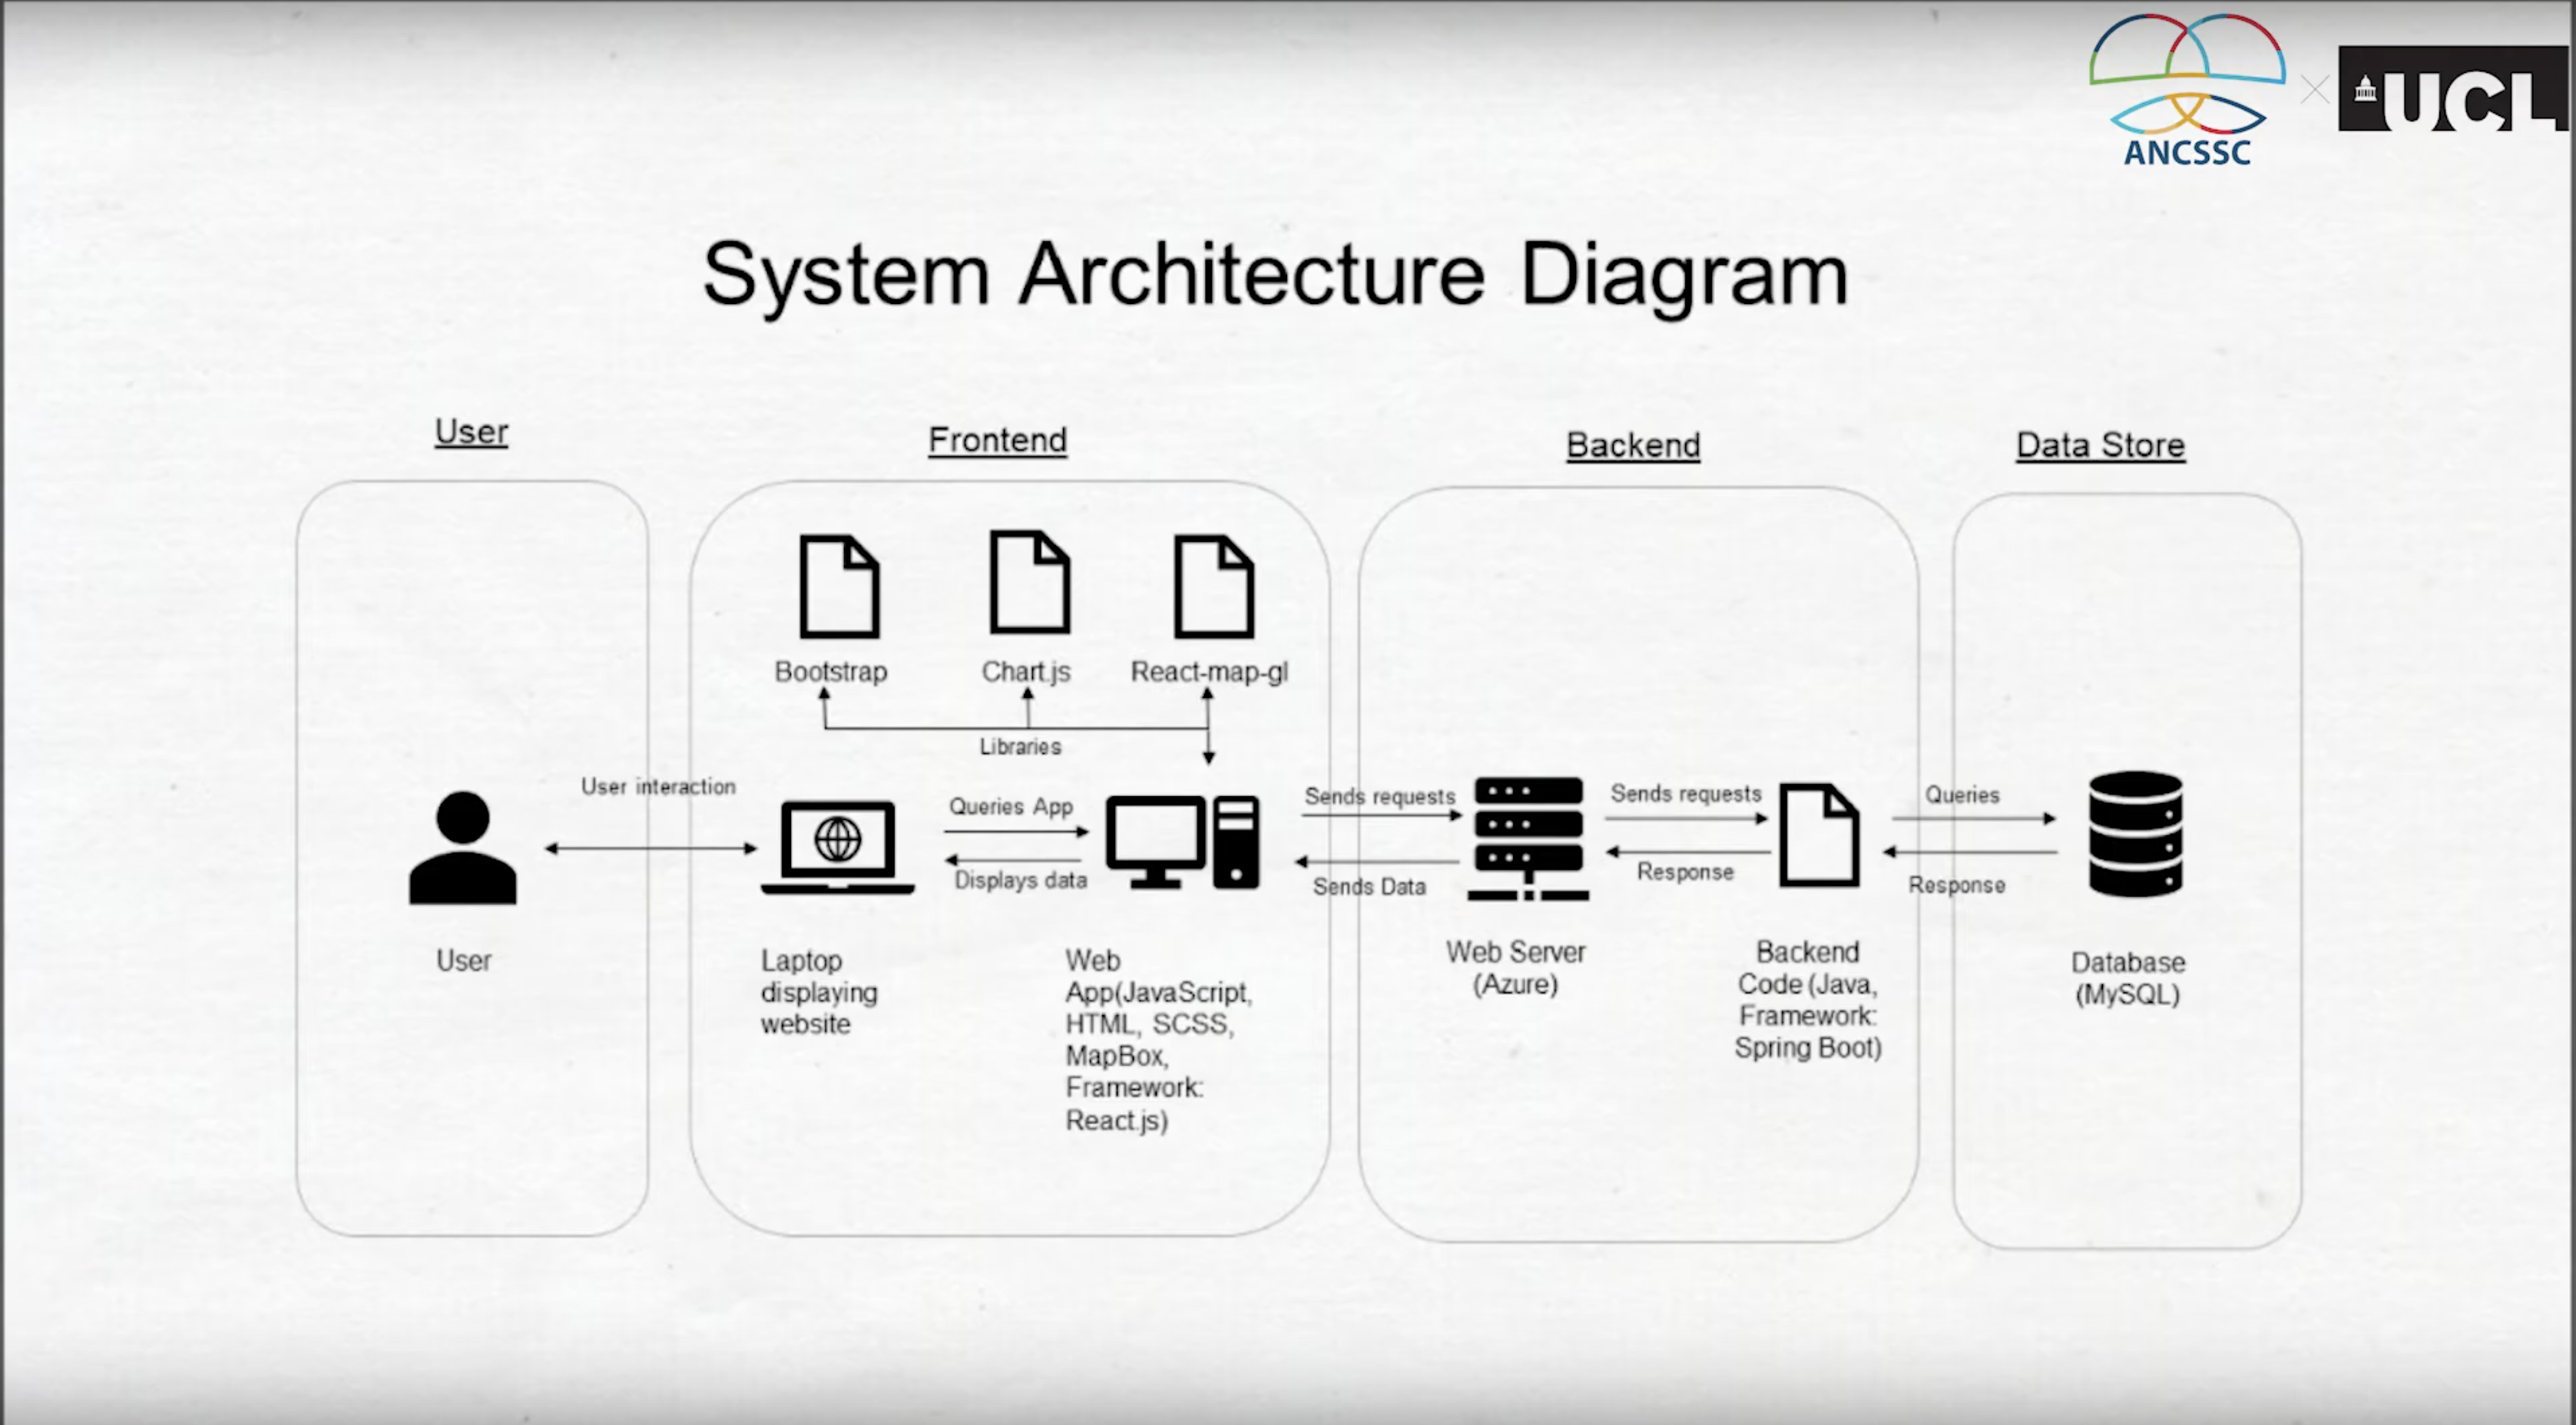 ANCSSC
UCL
System Architecture Diagram
User
Frontend
Backend
Data Store
Bootstrap
Chart.js
React-map-gl
Libraries
User interaction
Queries App
Displays data
Sends requests
Sends Data
Sends requests
Response
Queries
Response
User
Laptop
displaying
website
Web
App(JavaScript,
HTML, SCSS,
MapBox,
Framework:
React.js)
Web Server
(Azure)
Backend
Code (Java,
Framework:
Spring Boot)
Database
(MySQL)